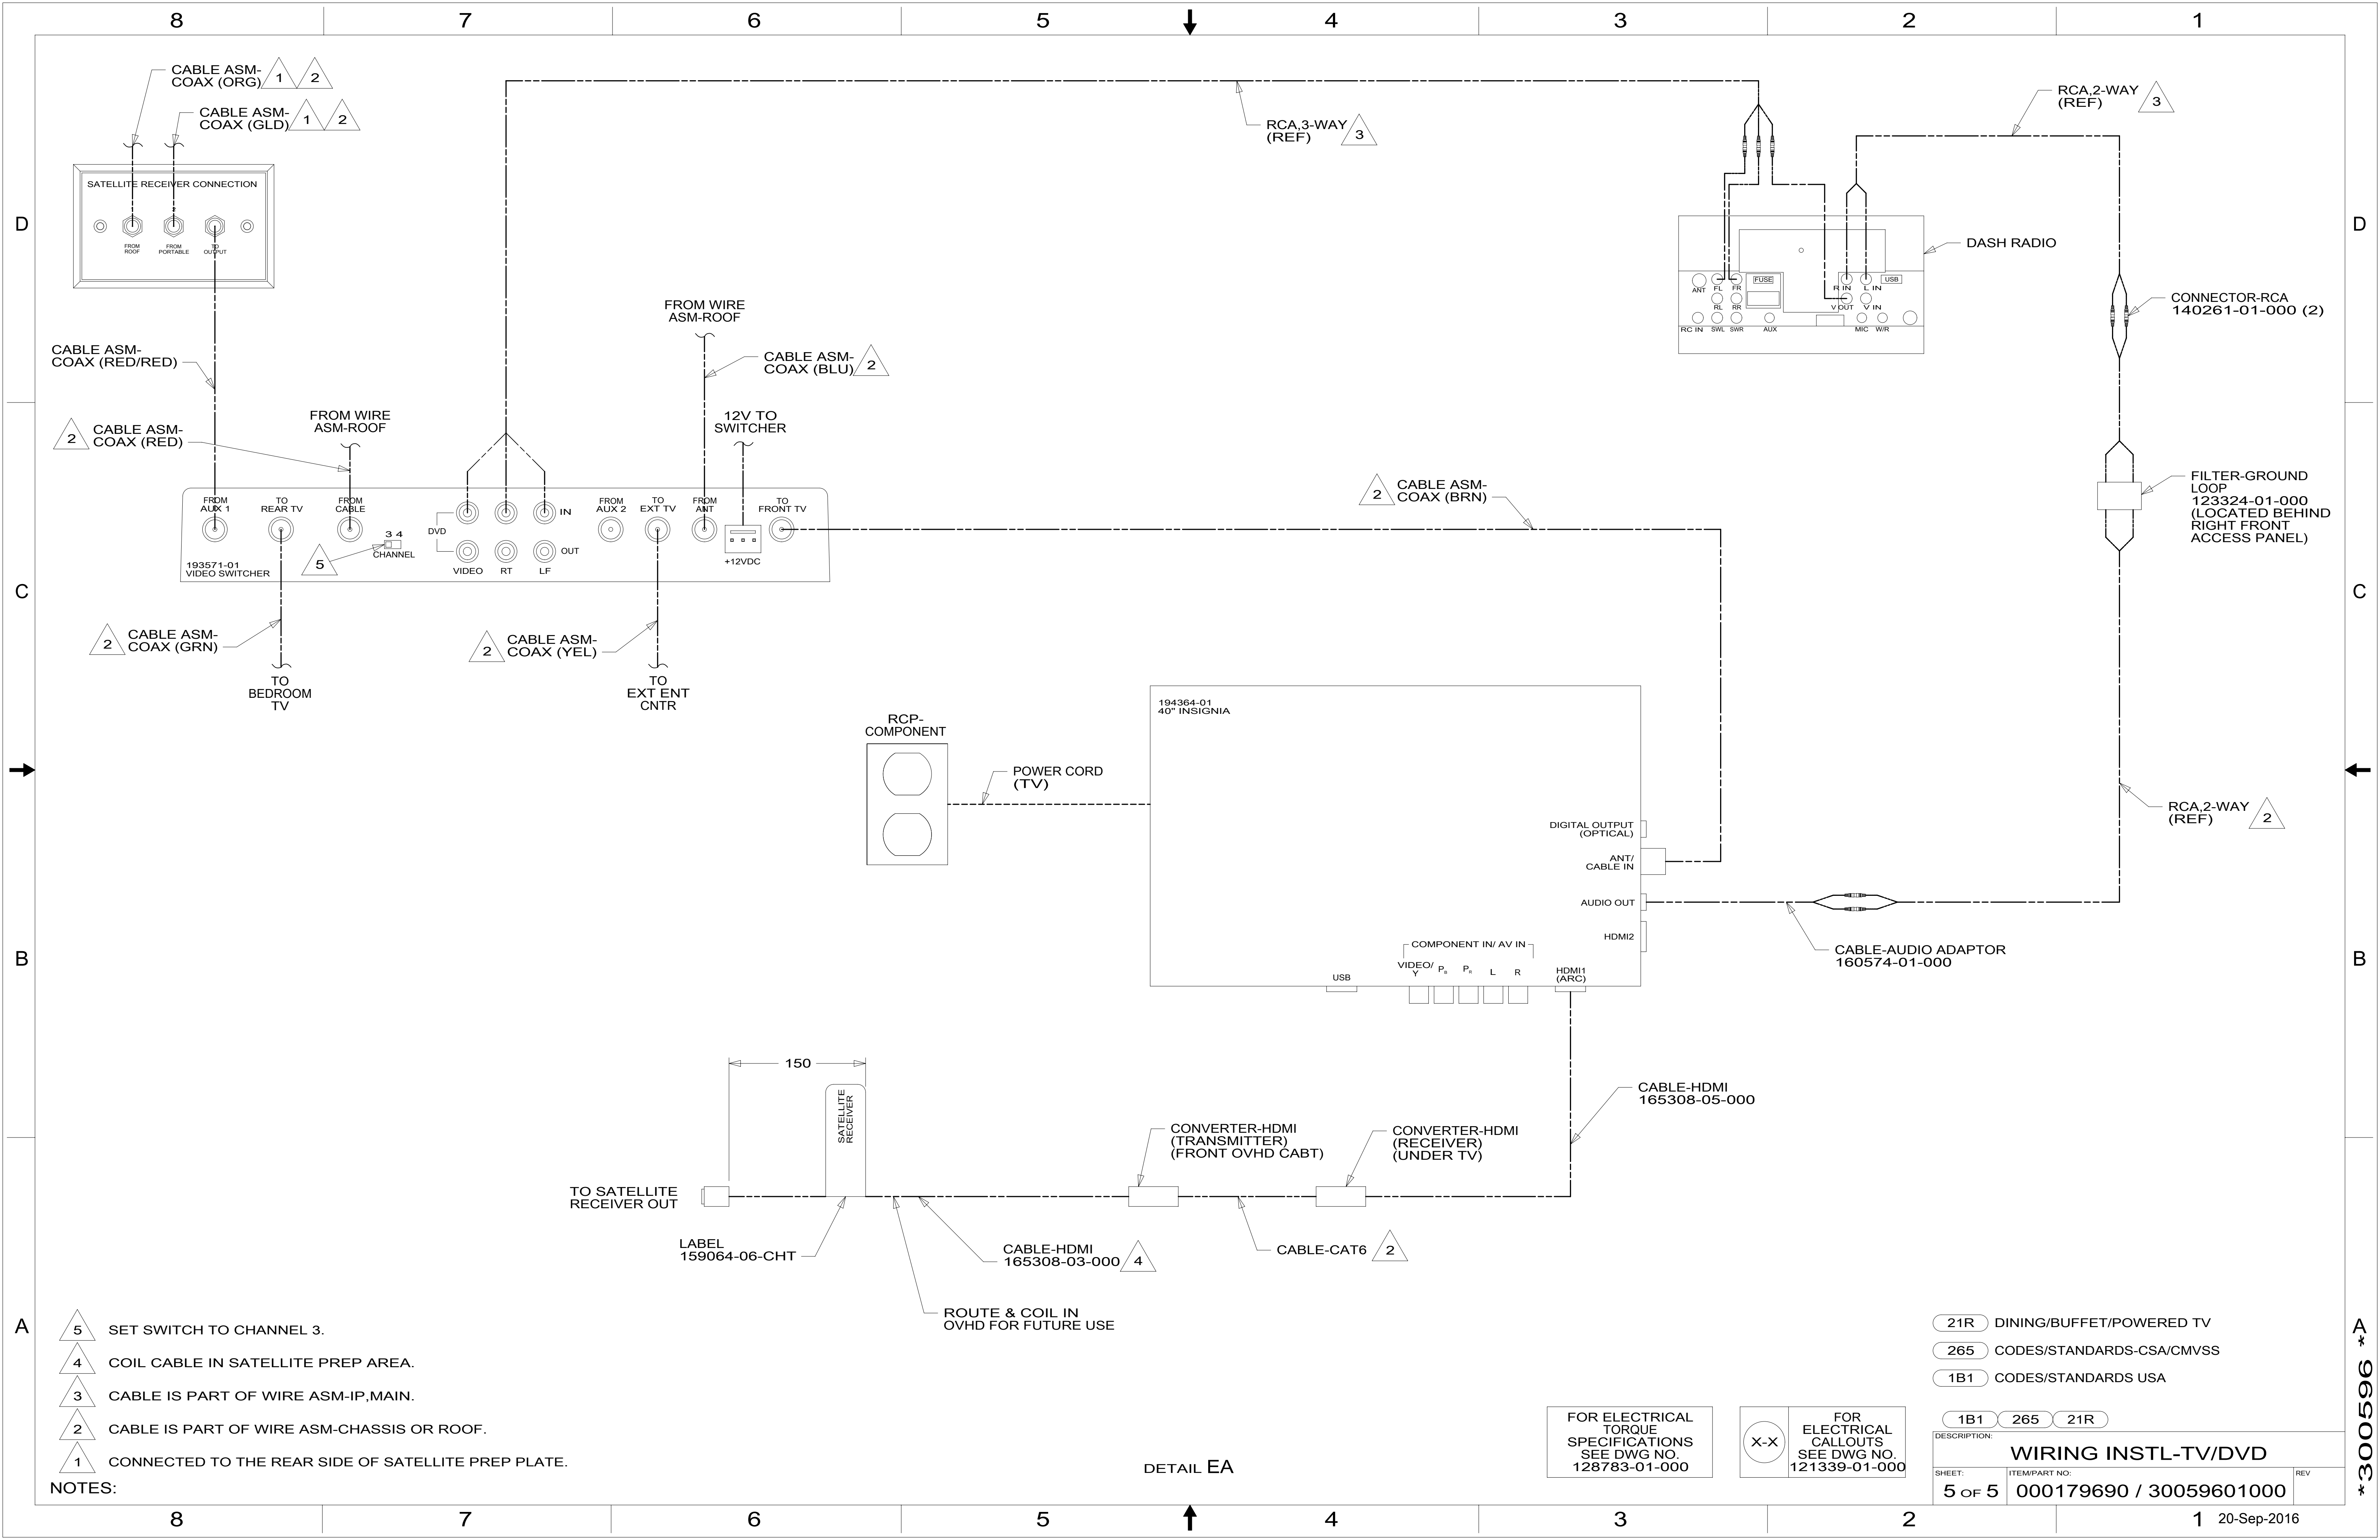 8 7 6 5 4 3 2 1
D
C
B
A
CABLE ASM-
COAX (ORG) 1 2
CABLE ASM-
COAX (GLD) 1 2
SATELLITE RECEIVER CONNECTION
2
FROM
ROOF
FROM
PORTABLE
TO
OUTPUT
CABLE ASM-
COAX (RED/RED)
2 CABLE ASM-
COAX (RED)
FROM WIRE
ASM-ROOF
FROM WIRE
ASM-ROOF
CABLE ASM-
COAX (BLU) 2
12V TO
SWITCHER
RCA,3-WAY
(REF) 3
RCA,2-WAY
(REF) 3
DASH RADIO
ANT FL FR FUSE R IN L IN USB
RL RR V OUT V IN
RC IN SWL SWR AUX MIC W/R
CONNECTOR-RCA
140261-01-000 (2)
FILTER-GROUND
LOOP
123324-01-000
(LOCATED BEHIND
RIGHT FRONT
ACCESS PANEL)
FROM
AUX 1
TO
REAR TV
FROM
CABLE
3 4
CHANNEL
5
DVD
IN
OUT
VIDEO RT LF
FROM
AUX 2
TO
EXT TV
FROM
ANT
+12VDC
TO
FRONT TV
193571-01
VIDEO SWITCHER
2 CABLE ASM-
COAX (BRN)
2 CABLE ASM-
COAX (GRN)
TO
BEDROOM
TV
2 CABLE ASM-
COAX (YEL)
TO
EXT ENT
CNTR
RCP-
COMPONENT
POWER CORD
(TV)
194364-01
40" INSIGNIA
DIGITAL OUTPUT
(OPTICAL)
ANT/
CABLE IN
AUDIO OUT
HDMI2
COMPONENT IN/ AV IN
VIDEO/
Y PB PR L R
USB
HDMI1
(ARC)
RCA,2-WAY
(REF) 2
CABLE-AUDIO ADAPTOR
160574-01-000
150
SATELLITE
RECEIVER
TO SATELLITE
RECEIVER OUT
LABEL
159064-06-CHT
CABLE-HDMI
165308-03-000 4
ROUTE & COIL IN
OVHD FOR FUTURE USE
CONVERTER-HDMI
(TRANSMITTER)
(FRONT OVHD CABT)
CONVERTER-HDMI
(RECEIVER)
(UNDER TV)
CABLE-CAT6 2
CABLE-HDMI
165308-05-000
5 SET SWITCH TO CHANNEL 3.
4 COIL CABLE IN SATELLITE PREP AREA.
3 CABLE IS PART OF WIRE ASM-IP,MAIN.
2 CABLE IS PART OF WIRE ASM-CHASSIS OR ROOF.
1 CONNECTED TO THE REAR SIDE OF SATELLITE PREP PLATE.
NOTES:
DETAIL EA
FOR ELECTRICAL
TORQUE
SPECIFICATIONS
SEE DWG NO.
128783-01-000
X-X
FOR
ELECTRICAL
CALLOUTS
SEE DWG NO.
121339-01-000
21R DINING/BUFFET/POWERED TV
265 CODES/STANDARDS-CSA/CMVSS
1B1 CODES/STANDARDS USA
1B1 265 21R
DESCRIPTION:
WIRING INSTL-TV/DVD
SHEET:
5 OF 5
ITEM/PART NO:
000179690 / 30059601000
REV
D
C
B
A
*300596 *
8 7 6 5 4 3 2 1
20-Sep-2016